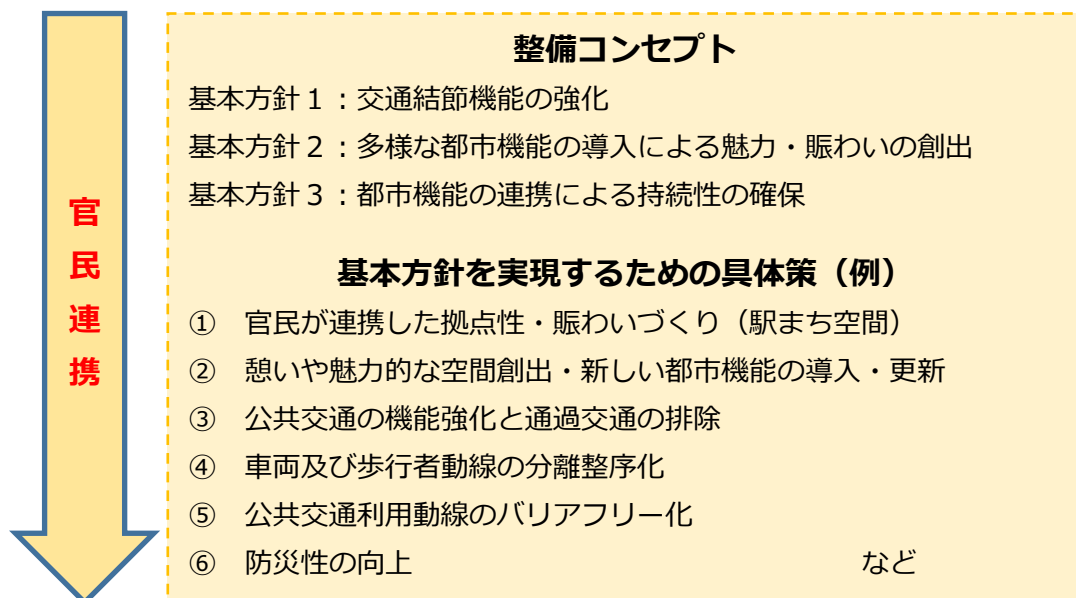 官民連携
整備コンセプト
基本方針１：交通結節機能の強化
基本方針２：多様な都市機能の導入による魅力・賑わいの創出
基本方針３：都市機能の連携による持続性の確保
基本方針を実現するための具体策（例）
①　官民が連携した拠点性・賑わいづくり（駅まち空間）
②　憩いや魅力的な空間創出・新しい都市機能の導入・更新
③　公共交通の機能強化と通過交通の排除
④　車両及び歩行者動線の分離整序化
⑤　公共交通利用動線のバリアフリー化
⑥　防災性の向上　など